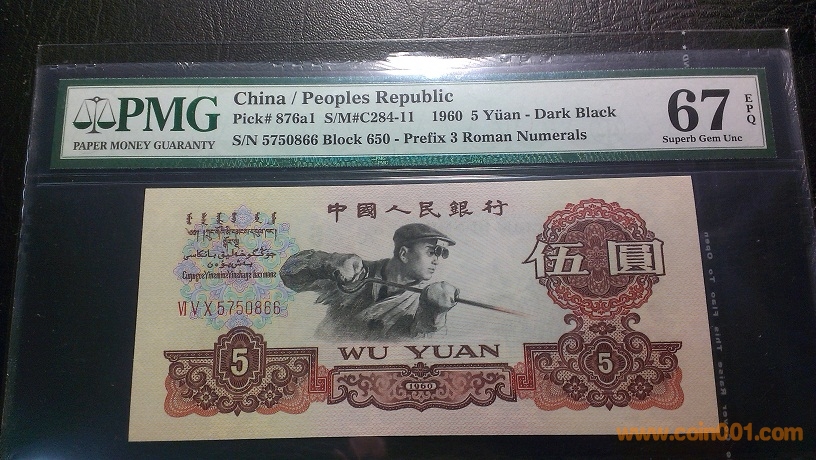 PMG
PAPER MONEY GUARANTY
China / Peoples Republic
Pick# 876a1 S/M#C284-11 1960 5 Yüan - Dark Black
S/N 5750866 Block 650 - Prefix 3 Roman Numerals
67
EPQ
Superb Gem Unc
中國人民銀行
伍圓
VI V X 5750866
WU YUAN
5
1960
5
www.coin001.com